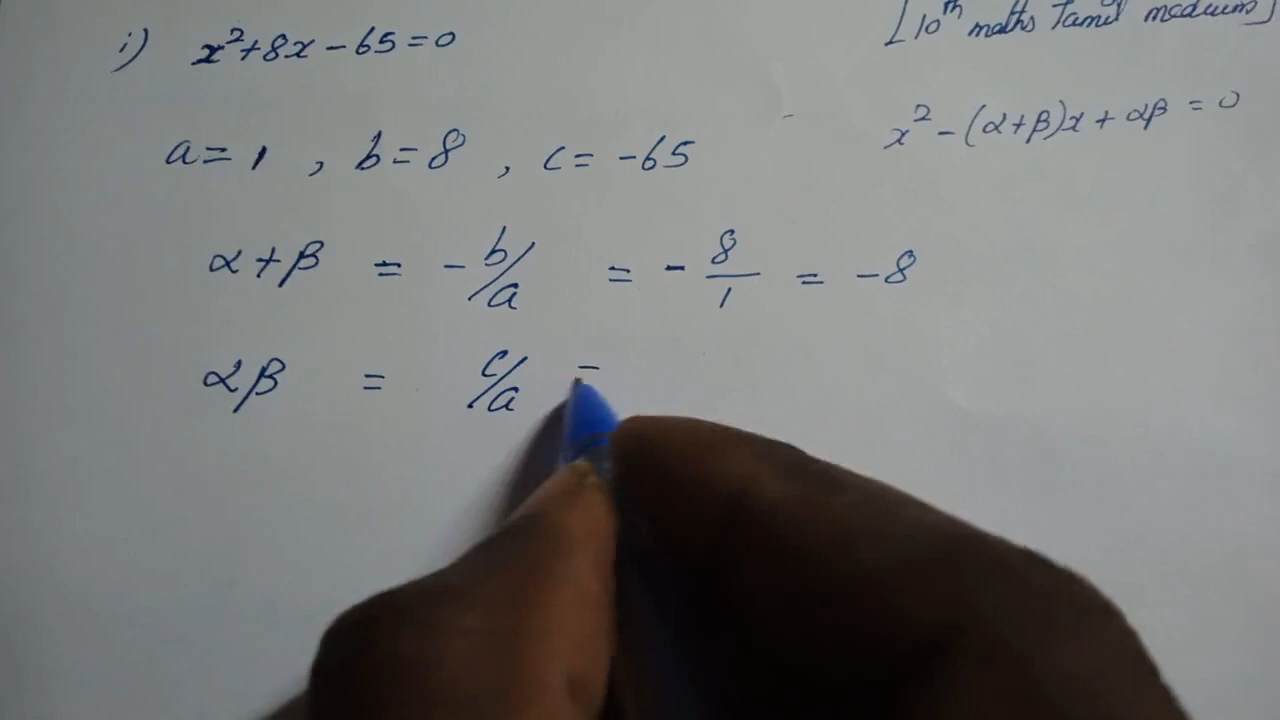 [10th maths Tamil medium]
i) x²+8x-65=0
x² - (α+β)x + αβ = 0
a=1 , b=8 , c= -65
α+β = -b/a = -8/1 = -8
αβ = c/a =